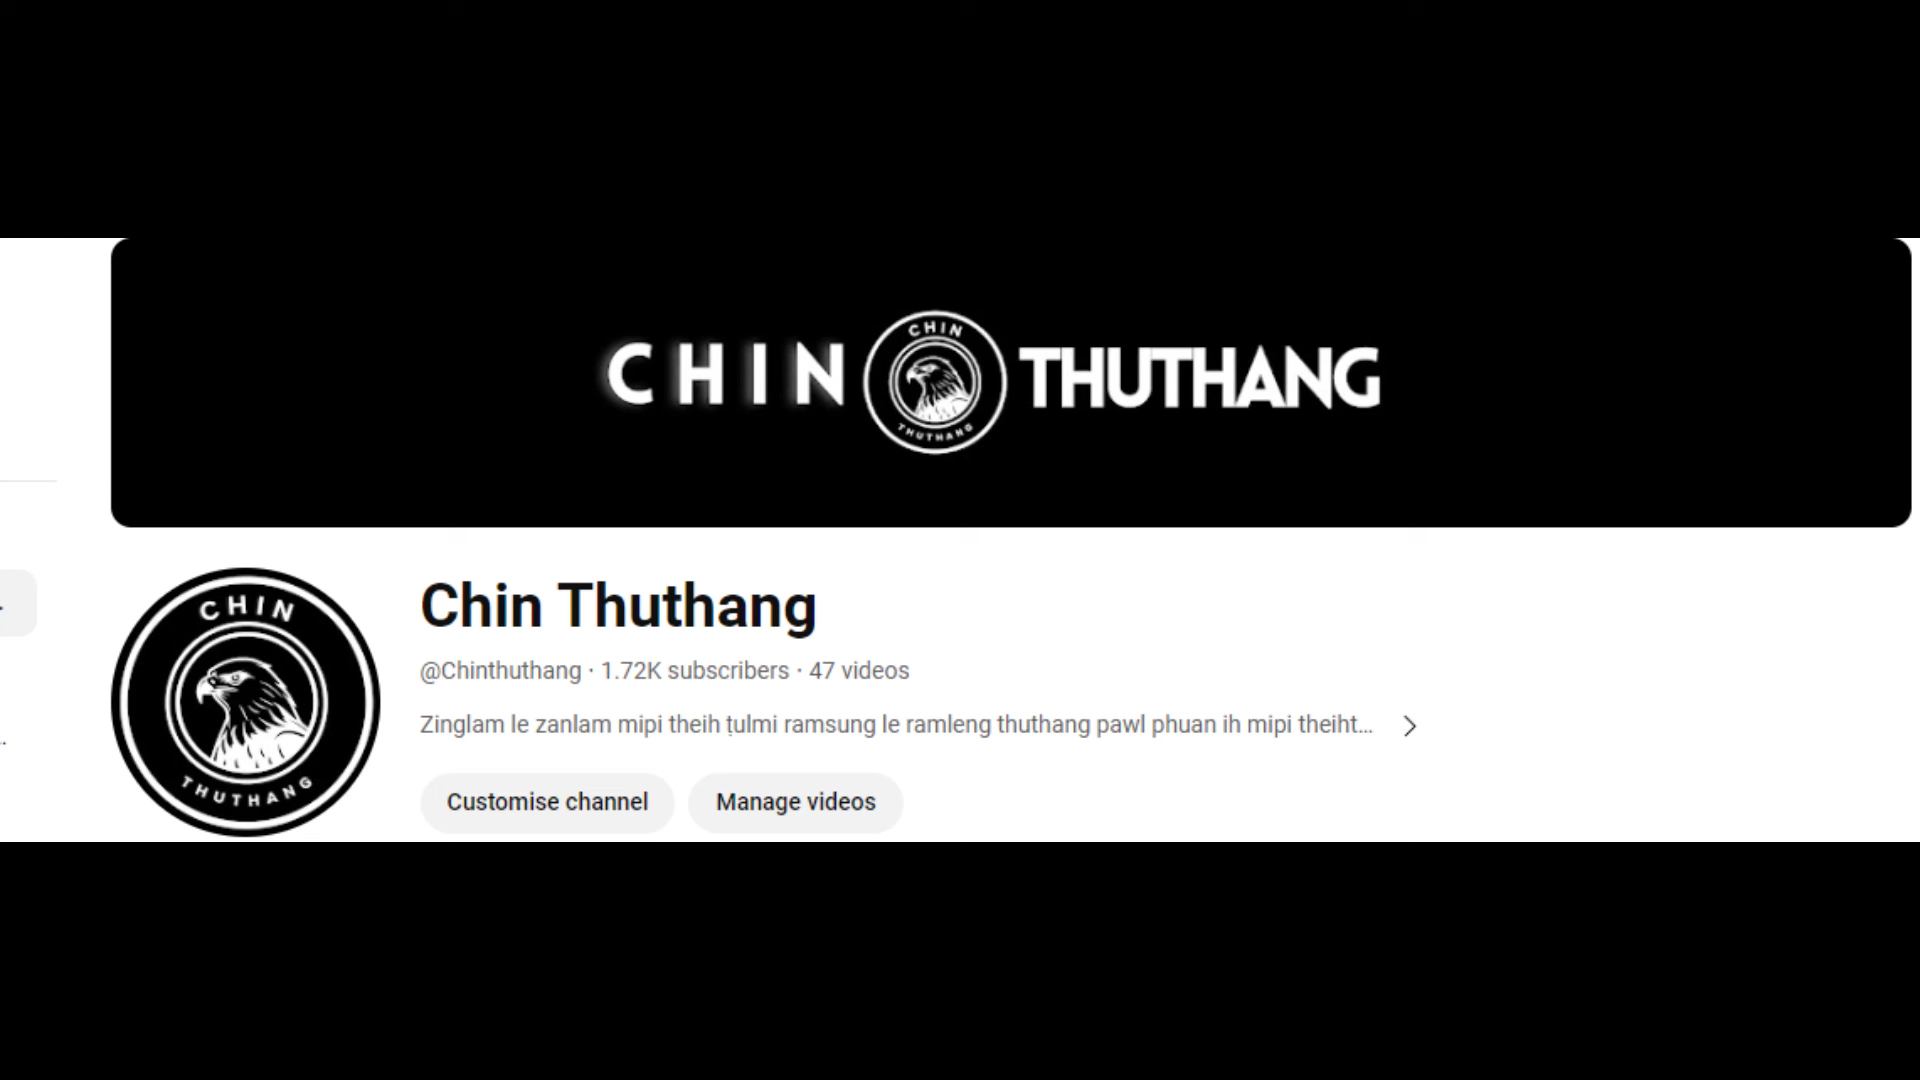 CHIN CHIN THUTHANG THUTHANG
CHIN
THUTHANG
Chin Thuthang
@Chinthuthang · 1.72K subscribers · 47 videos
Zinglam le zanlam mipi theih ṭulmi ramsung le ramleng thuthang pawl phuan ih mipi theiht...
Customise channel Manage videos